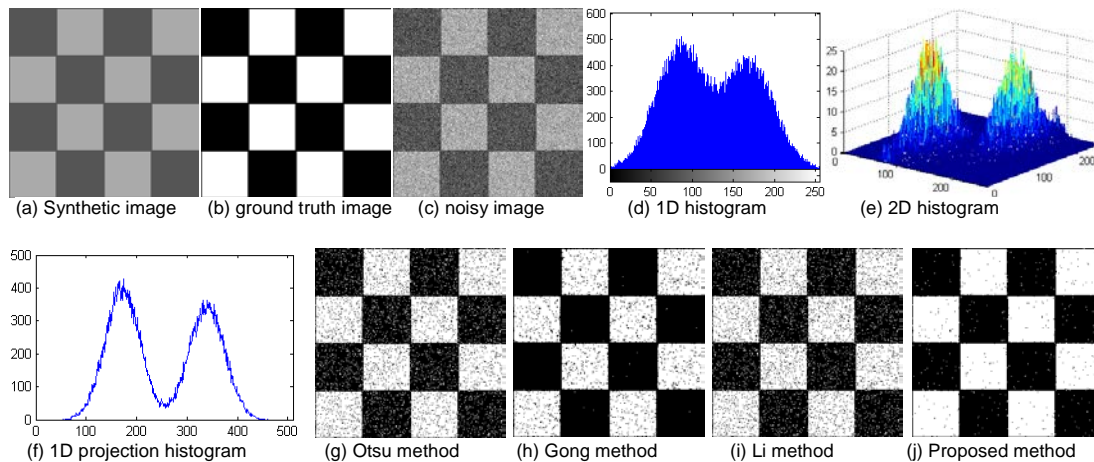 600
500
400
300
200
100
0
0 50 100 150 200 250
25
20
15
10
5
0
0
100
200
0
100
200
(a) Synthetic image
(b) ground truth image
(c) noisy image
(d) 1D histogram
(e) 2D histogram
500
400
300
200
100
0
0 100 200 300 400 500
(f) 1D projection histogram
(g) Otsu method
(h) Gong method
(i) Li method
(j) Proposed method